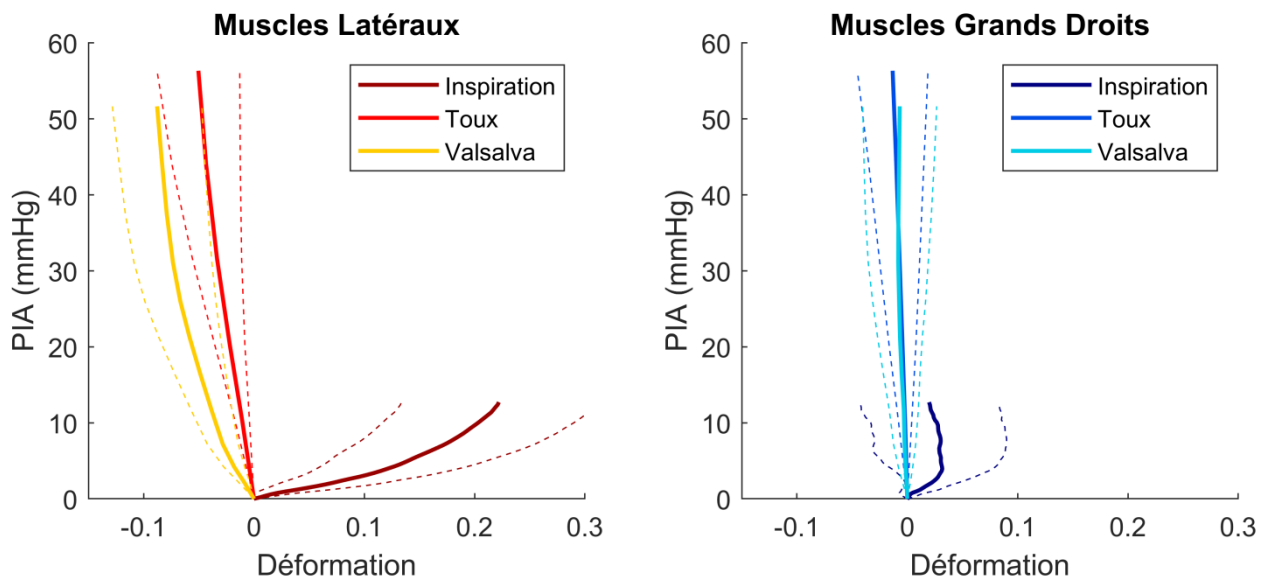 Muscles Latéraux
60
50
40
30
20
10
0
PIA (mmHg)
-0.1 0 0.1 0.2 0.3
Déformation
Inspiration
Toux
Valsalva
Muscles Grands Droits
60
50
40
30
20
10
0
PIA (mmHg)
-0.1 0 0.1 0.2 0.3
Déformation
Inspiration
Toux
Valsalva